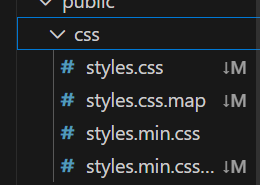 public
css
# styles.css ↓M
# styles.css.map ↓M
# styles.min.css
# styles.min.css... ↓M